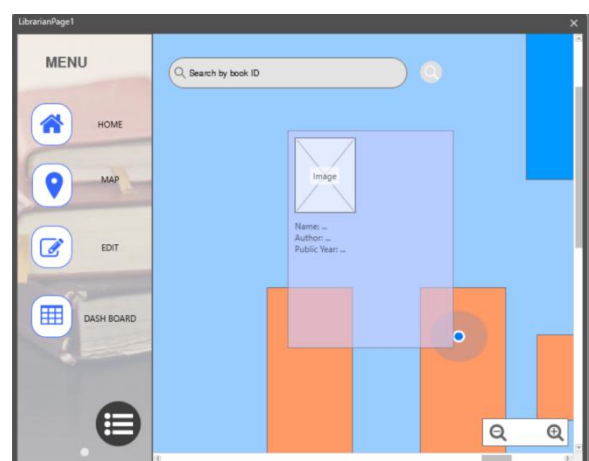 LibrarianPage1
MENU
HOME
MAP
EDIT
DASH BOARD
Search by book ID
Image
Name: ...
Author: ...
Public Year: ...